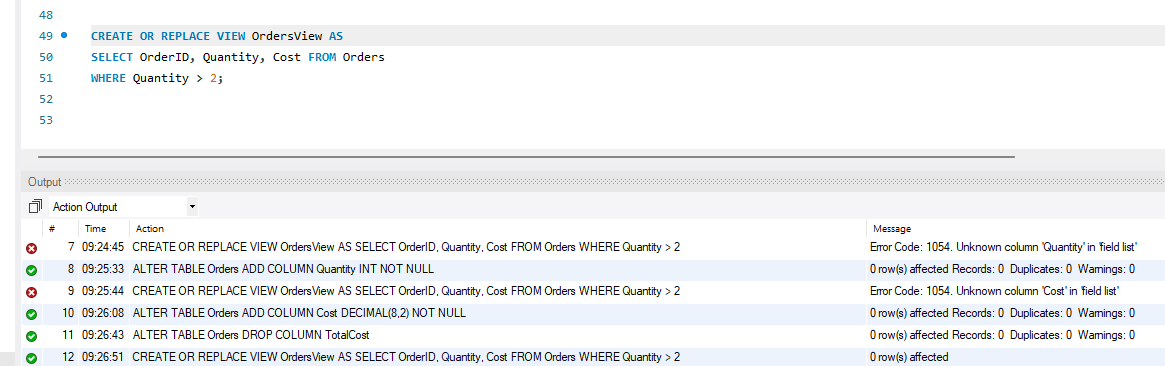 48
49 CREATE OR REPLACE VIEW OrdersView AS
50 SELECT OrderID, Quantity, Cost FROM Orders
51 WHERE Quantity > 2;
52
53
Output
Action Output
# Time Action Message
7 09:24:45 CREATE OR REPLACE VIEW OrdersView AS SELECT OrderID, Quantity, Cost FROM Orders WHERE Quantity > 2 Error Code: 1054. Unknown column 'Quantity' in 'field list'
8 09:25:33 ALTER TABLE Orders ADD COLUMN Quantity INT NOT NULL 0 row(s) affected Records: 0 Duplicates: 0 Warnings: 0
9 09:25:44 CREATE OR REPLACE VIEW OrdersView AS SELECT OrderID, Quantity, Cost FROM Orders WHERE Quantity > 2 Error Code: 1054. Unknown column 'Cost' in 'field list'
10 09:26:08 ALTER TABLE Orders ADD COLUMN Cost DECIMAL(8,2) NOT NULL 0 row(s) affected Records: 0 Duplicates: 0 Warnings: 0
11 09:26:43 ALTER TABLE Orders DROP COLUMN TotalCost 0 row(s) affected Records: 0 Duplicates: 0 Warnings: 0
12 09:26:51 CREATE OR REPLACE VIEW OrdersView AS SELECT OrderID, Quantity, Cost FROM Orders WHERE Quantity > 2 0 row(s) affected